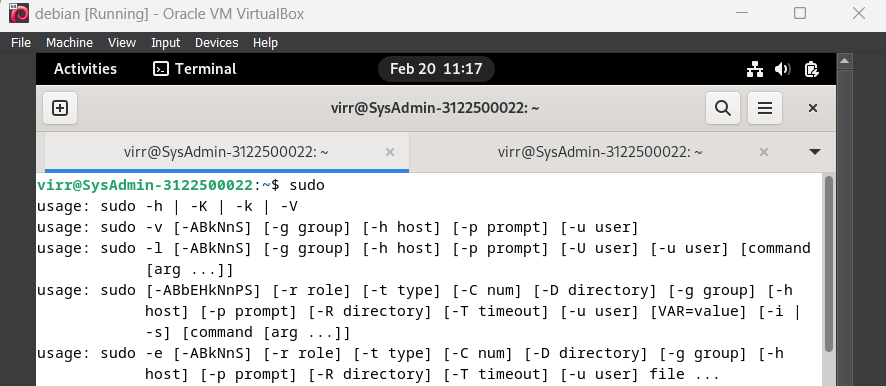 debian [Running] - Oracle VM VirtualBox
File Machine View Input Devices Help
Activities Terminal Feb 20 11:17
virr@SysAdmin-3122500022: ~
virr@SysAdmin-3122500022: ~ × virr@SysAdmin-3122500022: ~ ×
virr@SysAdmin-3122500022:~$ sudo
usage: sudo -h | -K | -k | -V
usage: sudo -v [-ABkNnS] [-g group] [-h host] [-p prompt] [-u user]
usage: sudo -l [-ABkNnS] [-g group] [-h host] [-p prompt] [-U user] [-u user] [command
[arg ...]]
usage: sudo [-ABbEHkNnPS] [-r role] [-t type] [-C num] [-D directory] [-g group] [-h
host] [-p prompt] [-R directory] [-T timeout] [-u user] [VAR=value] [-i |
-s] [command [arg ...]]
usage: sudo -e [-ABkNnS] [-r role] [-t type] [-C num] [-D directory] [-g group] [-h
host] [-p prompt] [-R directory] [-T timeout] [-u user] file ...